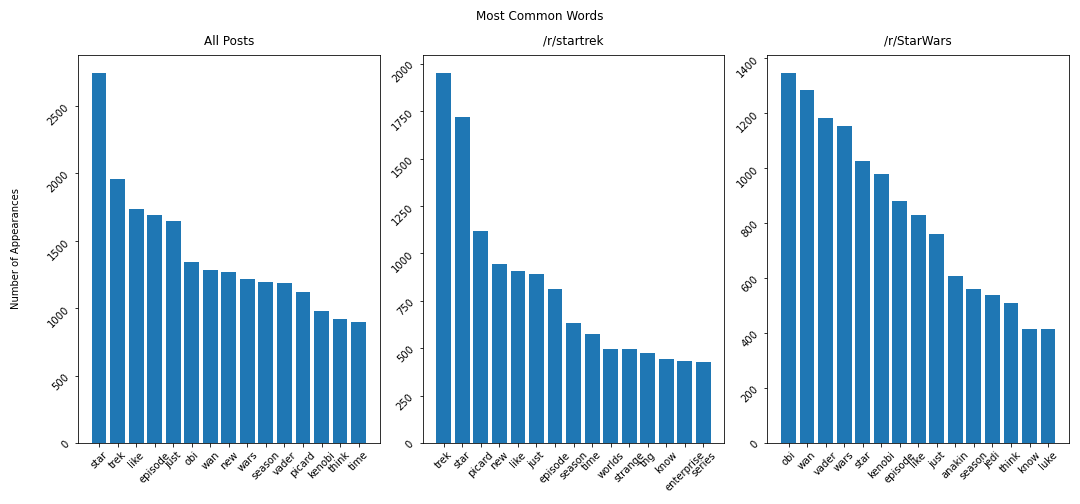 Most Common Words
All Posts
/r/startrek
/r/StarWars
Number of Appearances
2500
2000
1500
1000
500
0
star trek like episode just obi wan new wars season vader picard kenobi think time
2000
1750
1500
1250
1000
750
500
250
0
trek star picard new like just episode season time worlds strange tng know enterprise series
1400
1200
1000
800
600
400
200
0
obi wan vader wars star kenobi episode like just anakin season jedi think know luke